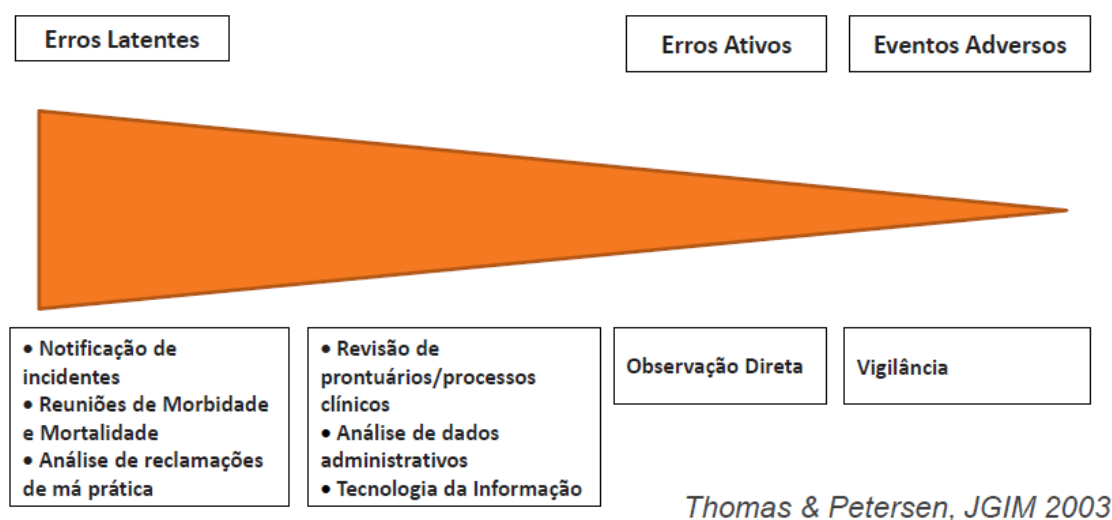 Erros Latentes
Erros Ativos
Eventos Adversos
• Notificação de
incidentes
• Reuniões de Morbidade
e Mortalidade
• Análise de reclamações
de má prática
• Revisão de
prontuários/processos
clínicos
• Análise de dados
administrativos
• Tecnologia da Informação
Observação Direta
Vigilância
Thomas & Petersen, JGIM 2003